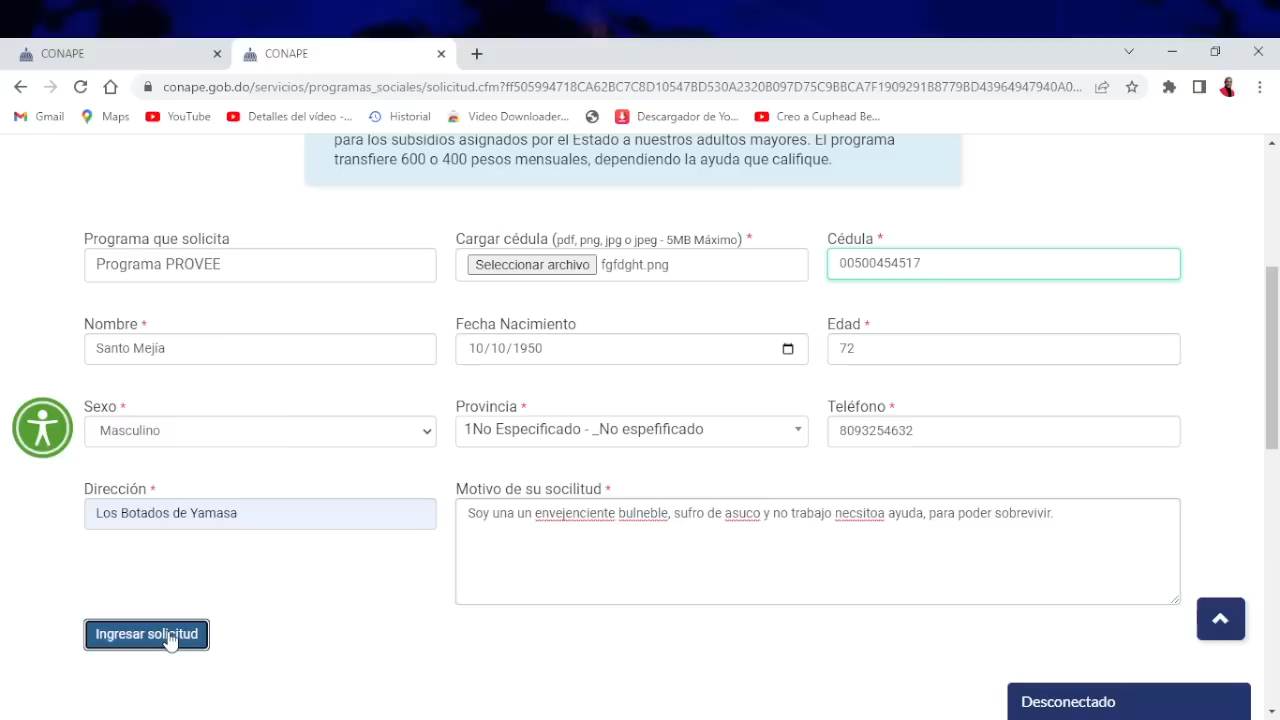 CONAPE
CONAPE
conape.gob.do/servicios/programas_sociales/solicitud.cfm?ff505994718CA62BC7C8D10547BD530A2320B097D75C9BBCA7F1909291B8779BD43964947940A0...
Gmail
Maps
YouTube
Detalles del vídeo -...
Historial
Video Downloader...
Descargador de Yo...
Creo a Cuphead Be...
para los subsidios asignados por el Estado a nuestros adultos mayores. El programa
transfiere 600 o 400 pesos mensuales, dependiendo la ayuda que califique.
Programa que solicita
Cargar cédula (pdf, png, jpg o jpeg - 5MB Máximo) *
Cédula *
Programa PROVEE
Seleccionar archivo fgfdght.png
00500454517
Nombre *
Fecha Nacimiento
Edad *
Santo Mejía
10/10/1950
72
Sexo *
Provincia *
Teléfono *
Masculino
1No Especificado - _No espefificado
8093254632
Dirección *
Motivo de su socilitud *
Los Botados de Yamasa
Soy una un envejenciente bulneble, sufro de asuco y no trabajo necsitoa ayuda, para poder sobrevivir.
Ingresar solicitud
Desconectado